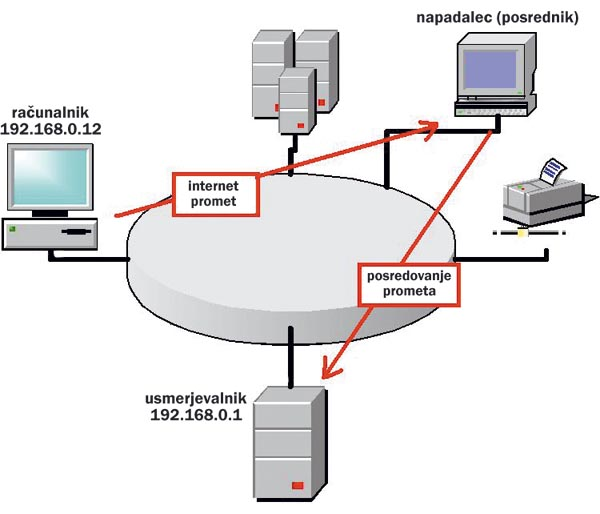 napadalec (posrednik)
računalnik
192.168.0.12
internet
promet
posredovanje
prometa
usmerjevalnik
192.168.0.1